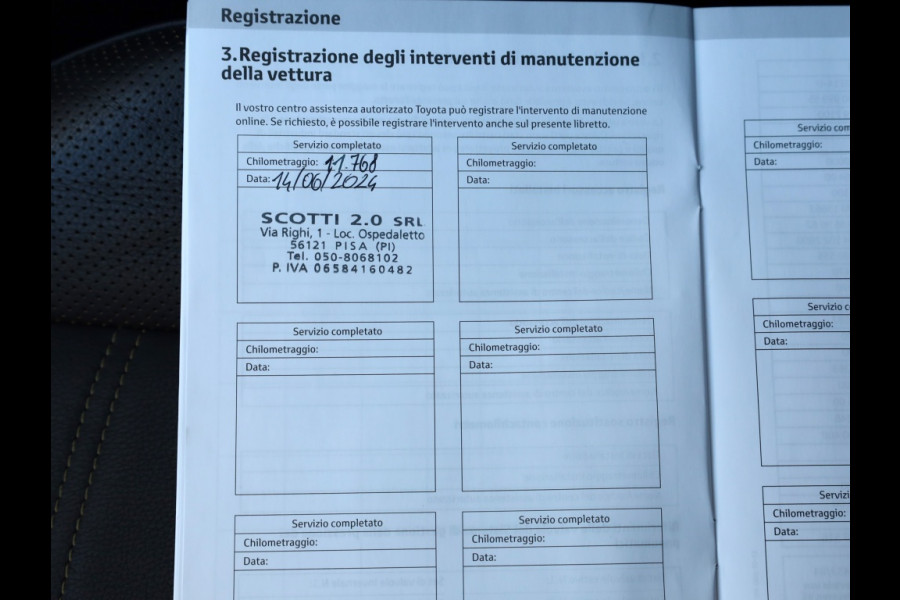 Registrazione
3.Registrazione degli interventi di manutenzione
della vettura
Il vostro centro assistenza autorizzato Toyota può registrare l'intervento di manutenzione
online. Se richiesto, è possibile registrare l'intervento anche sul presente libretto.
Servizio completato
Chilometraggio: 11.768
Data: 14/06/2024
SCOTTI 2.0 SRL
Via Righi, 1 - Loc. Ospedaletto
56121 PISA (PI)
Tel. 050-8068102
P. IVA 06584160482
Servizio completato
Chilometraggio:
Data:
Servizio com
Chilometraggio:
Data:
Servizio completato
Chilometraggio:
Data:
Servizio completato
Chilometraggio:
Data:
Servizio c
Chilometraggio:
Data:
Servizio completato
Chilometraggio:
Data:
Servizio completato
Chilometraggio:
Data:
Servizi
Chilometraggio:
Data: